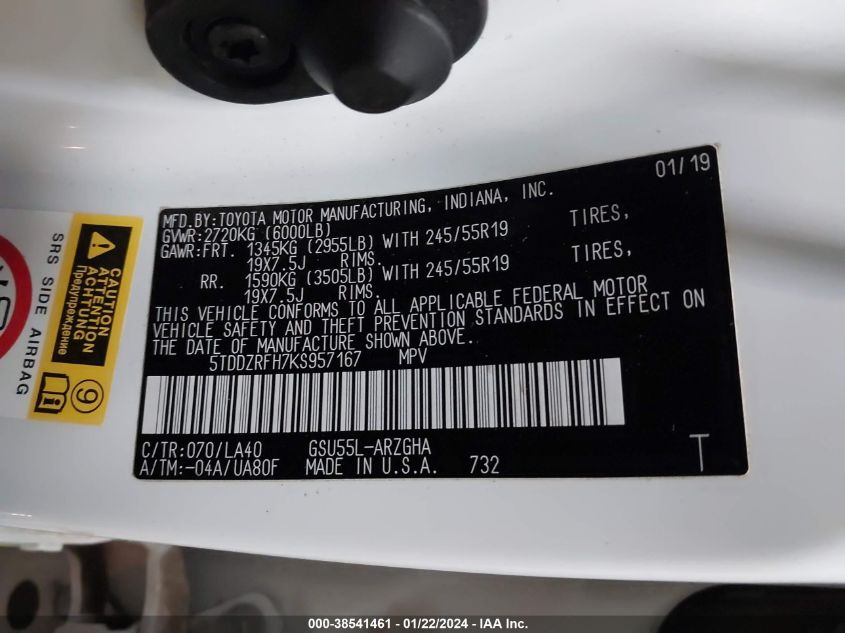 01/19
MFD.BY:TOYOTA MOTOR MANUFACTURING, INDIANA, INC.
GVWR:2720KG (6000LB)
GAWR:FRT. 1345KG (2955LB) WITH 245/55R19 TIRES,
19X7.5J RIMS.
RR. 1590KG (3505LB) WITH 245/55R19 TIRES,
19X7.5J RIMS.
THIS VEHICLE CONFORMS TO ALL APPLICABLE FEDERAL MOTOR
VEHICLE SAFETY AND THEFT PREVENTION STANDARDS IN EFFECT ON
THE DATE OF MANUFACTURE SHOWN ABOVE.
5TDDZRFH7KS957167 MPV
C/TR:070/LA40 GSU55L-ARZGHA
A/TM:-04A/UA80F MADE IN U.S.A. 732 T
SRS SIDE AIRBAG
CAUTION
ATTENTION
ACHTUNG
Предупреждение
9
000-38541461 - 01/22/2024 - IAA Inc.